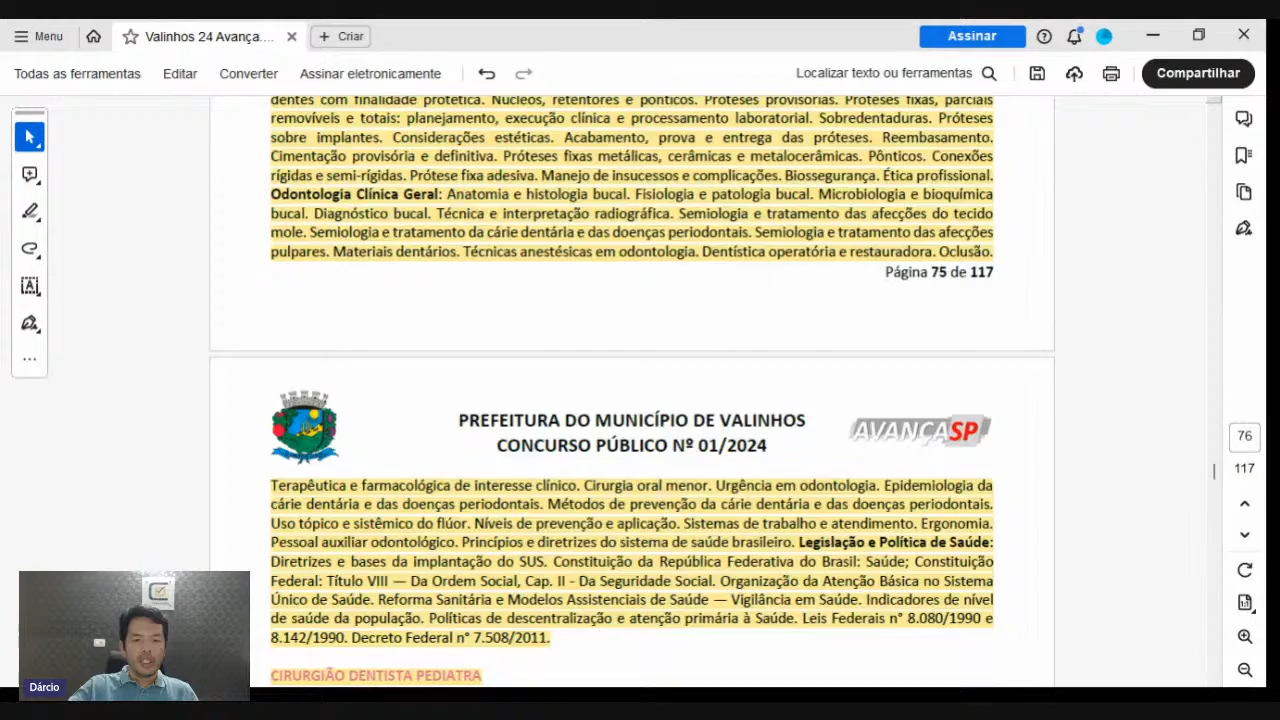 Menu
Valinhos 24 Avança....
Criar
Assinar
Todas as ferramentas
Editar
Converter
Assinar eletronicamente
Localizar texto ou ferramentas
Compartilhar
dentes com finalidade protética. Núcleos, retentores e pônticos. Próteses provisórias. Próteses fixas, parciais
removíveis e totais: planejamento, execução clínica e processamento laboratorial. Sobredentaduras. Próteses
sobre implantes. Considerações estéticas. Acabamento, prova e entrega das próteses. Reembasamento.
Cimentação provisória e definitiva. Próteses fixas metálicas, cerâmicas e metalocerâmicas. Pônticos. Conexões
rígidas e semi-rígidas. Prótese fixa adesiva. Manejo de insucessos e complicações. Biossegurança. Ética profissional.
Odontologia Clínica Geral: Anatomia e histologia bucal. Fisiologia e patologia bucal. Microbiologia e bioquímica
bucal. Diagnóstico bucal. Técnica e interpretação radiográfica. Semiologia e tratamento das afecções do tecido
mole. Semiologia e tratamento da cárie dentária e das doenças periodontais. Semiologia e tratamento das afecções
pulpares. Materiais dentários. Técnicas anestésicas em odontologia. Dentística operatória e restauradora. Oclusão.
Página 75 de 117
PREFEITURA DO MUNICÍPIO DE VALINHOS
CONCURSO PÚBLICO Nº 01/2024
AVANÇASP
Terapêutica e farmacológica de interesse clínico. Cirurgia oral menor. Urgência em odontologia. Epidemiologia da
cárie dentária e das doenças periodontais. Métodos de prevenção da cárie dentária e das doenças periodontais.
Uso tópico e sistêmico do flúor. Níveis de prevenção e aplicação. Sistemas de trabalho e atendimento. Ergonomia.
Pessoal auxiliar odontológico. Princípios e diretrizes do sistema de saúde brasileiro. Legislação e Política de Saúde:
Diretrizes e bases da implantação do SUS. Constituição da República Federativa do Brasil: Saúde; Constituição
Federal: Título VIII — Da Ordem Social, Cap. II - Da Seguridade Social. Organização da Atenção Básica no Sistema
Único de Saúde. Reforma Sanitária e Modelos Assistenciais de Saúde — Vigilância em Saúde. Indicadores de nível
de saúde da população. Políticas de descentralização e atenção primária à Saúde. Leis Federais n° 8.080/1990 e
8.142/1990. Decreto Federal n° 7.508/2011.
CIRURGIÃO DENTISTA PEDIATRA
76
117
Dárcio